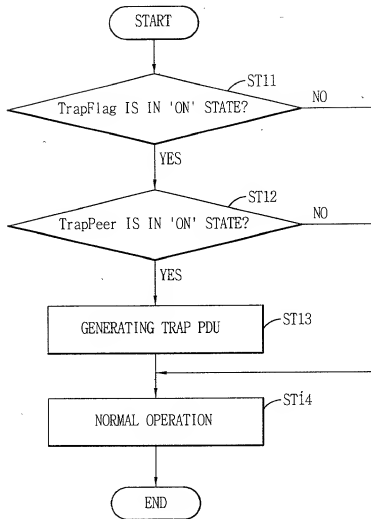 START
ST11
TrapFlag IS IN 'ON' STATE?
NO
YES
ST12
TrapPeer IS IN 'ON' STATE?
NO
YES
GENERATING TRAP PDU
ST13
NORMAL OPERATION
ST14
END